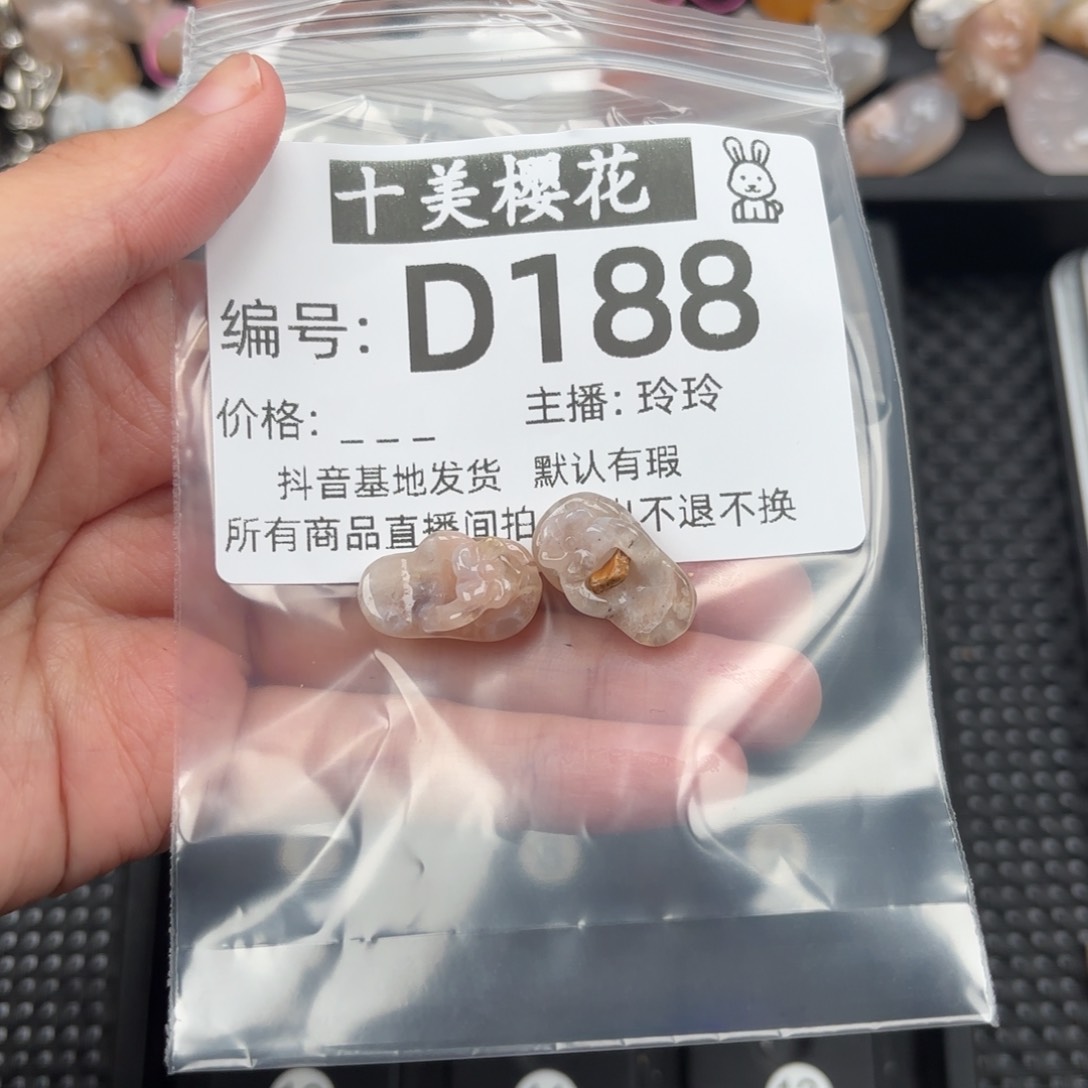 十美樱花
编号: D188
价格: _ _ _ 主播: 玲玲
抖音基地发货 默认有瑕
所有商品直播间拍 不退不换